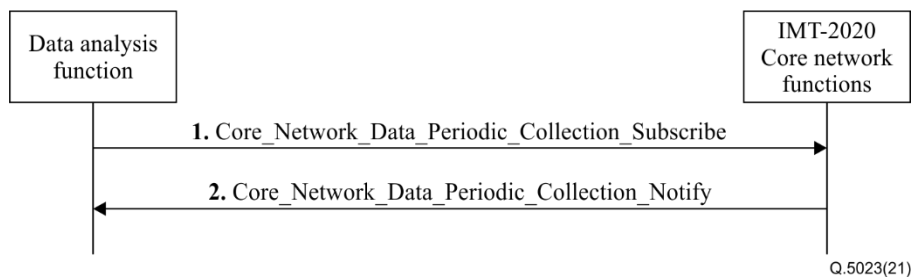 Data analysis
function
IMT-2020
Core network
functions
1. Core_Network_Data_Periodic_Collection_Subscribe
2. Core_Network_Data_Periodic_Collection_Notify
Q.5023(21)